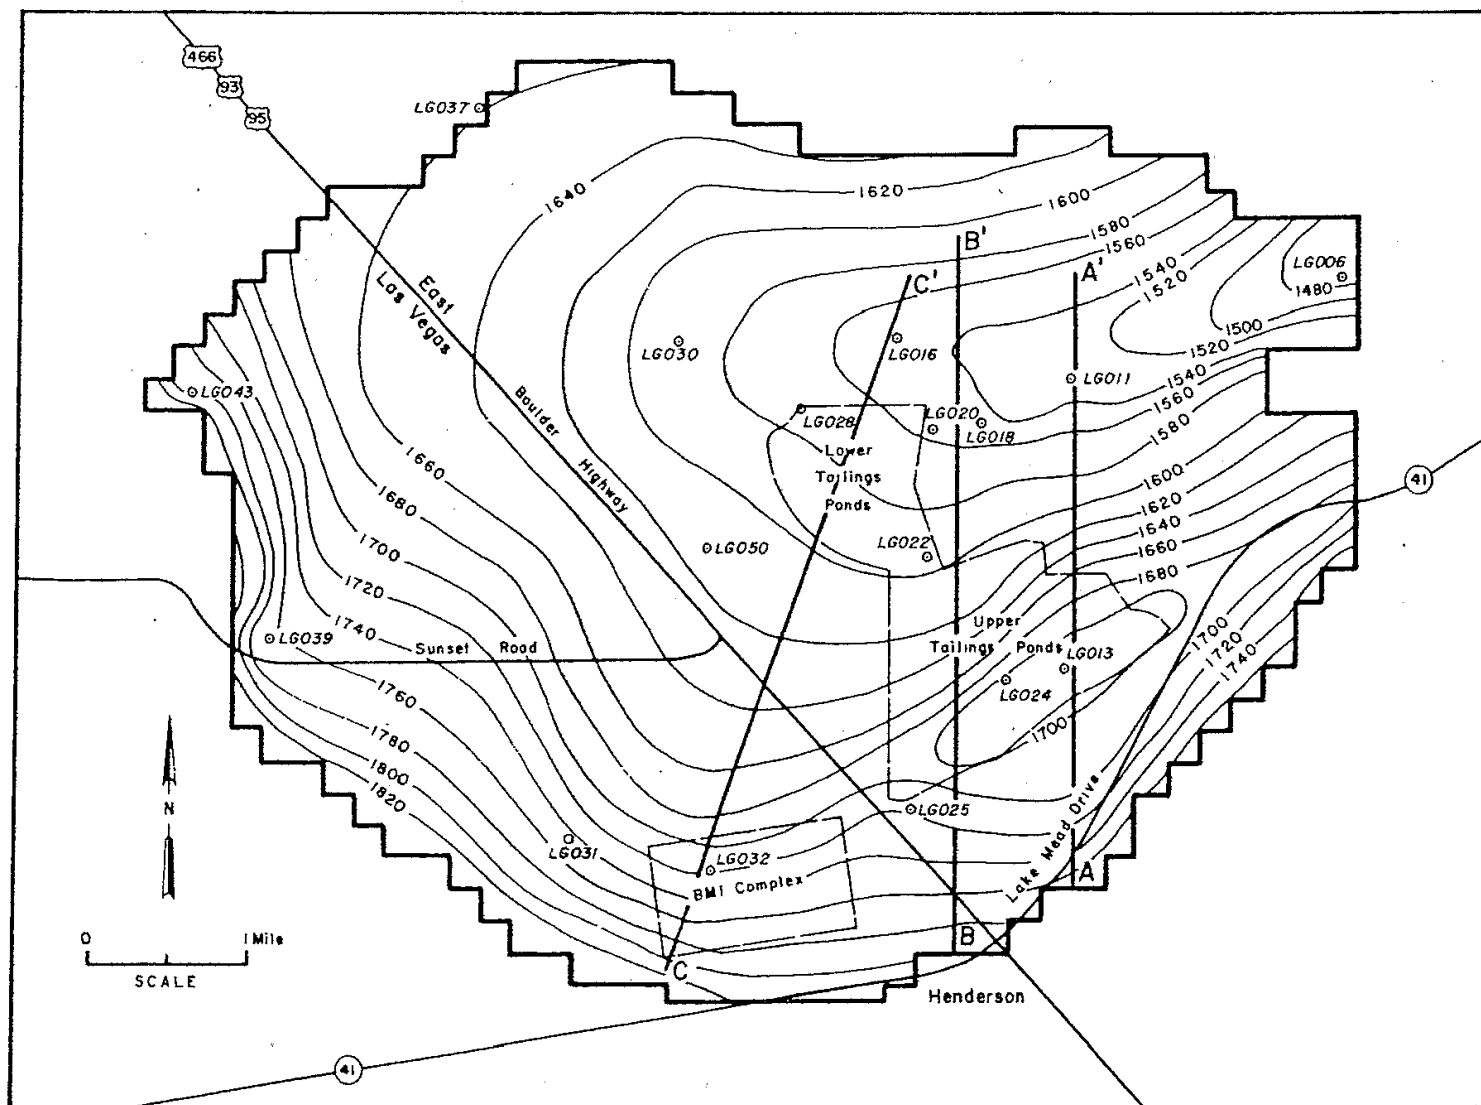 466
93
95
LG037
1640
1620
1600
1580
1560
1540
1520
LG006
1480
1500
1520
1540
1560
1580
B'
A'
C'
East
Las Vegas
LG030
LG016
LG011
LG043
Boulder Highway
LG028
LG020
LG018
Lower
Tailings
Ponds
1660
1680
1700
1720
1740
1600
1620
1640
1660
1680
41
LG050
LG022
LG039
Sunset Road
Upper
Tailings Ponds
LG013
LG024
1700
1700
1720
1740
1760
1780
1800
1820
N
LG025
Lake Mead Drive
LG031
LG032
BMI Complex
A
B
C
0 1 Mile
SCALE
Henderson
41